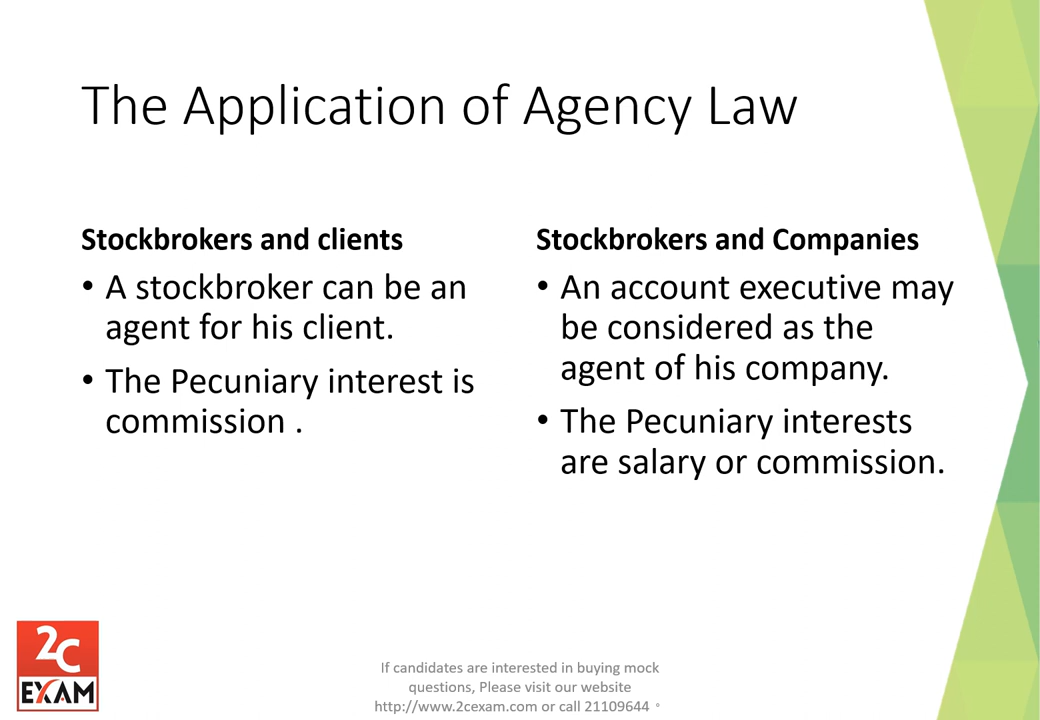 The Application of Agency Law
Stockbrokers and clients
• A stockbroker can be an
agent for his client.
• The Pecuniary interest is
commission .
Stockbrokers and Companies
• An account executive may
be considered as the
agent of his company.
• The Pecuniary interests
are salary or commission.
2C
EXAM
If candidates are interested in buying mock
questions, Please visit our website
http://www.2cexam.com or call 21109644 。